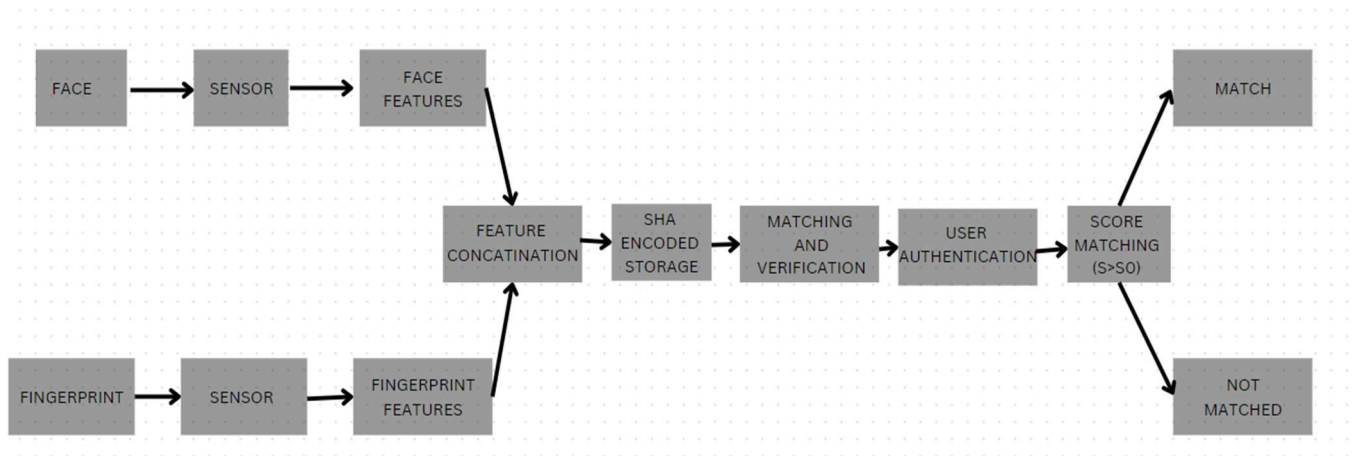 FACE
SENSOR
FACE
FEATURES
MATCH
FEATURE
CONCATINATION
SHA
ENCODED
STORAGE
MATCHING
AND
VERIFICATION
USER
AUTHENTICATION
SCORE
MATCHING
(S>S0)
FINGERPRINT
SENSOR
FINGERPRINT
FEATURES
NOT
MATCHED